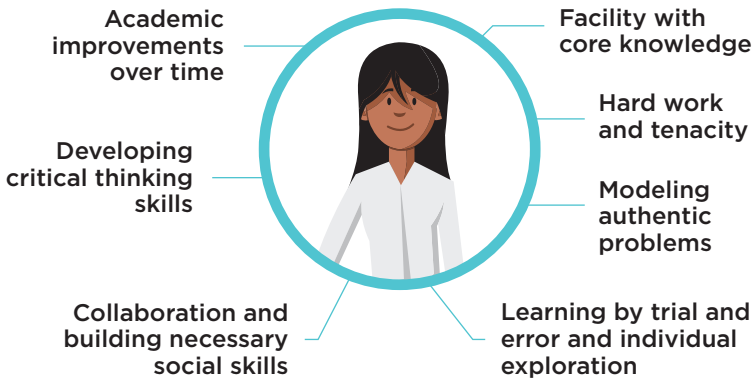 Academic
improvements
over time
Facility with
core knowledge
Hard work
and tenacity
Developing
critical thinking
skills
Modeling
authentic
problems
Collaboration and
building necessary
social skills
Learning by trial and
error and individual
exploration